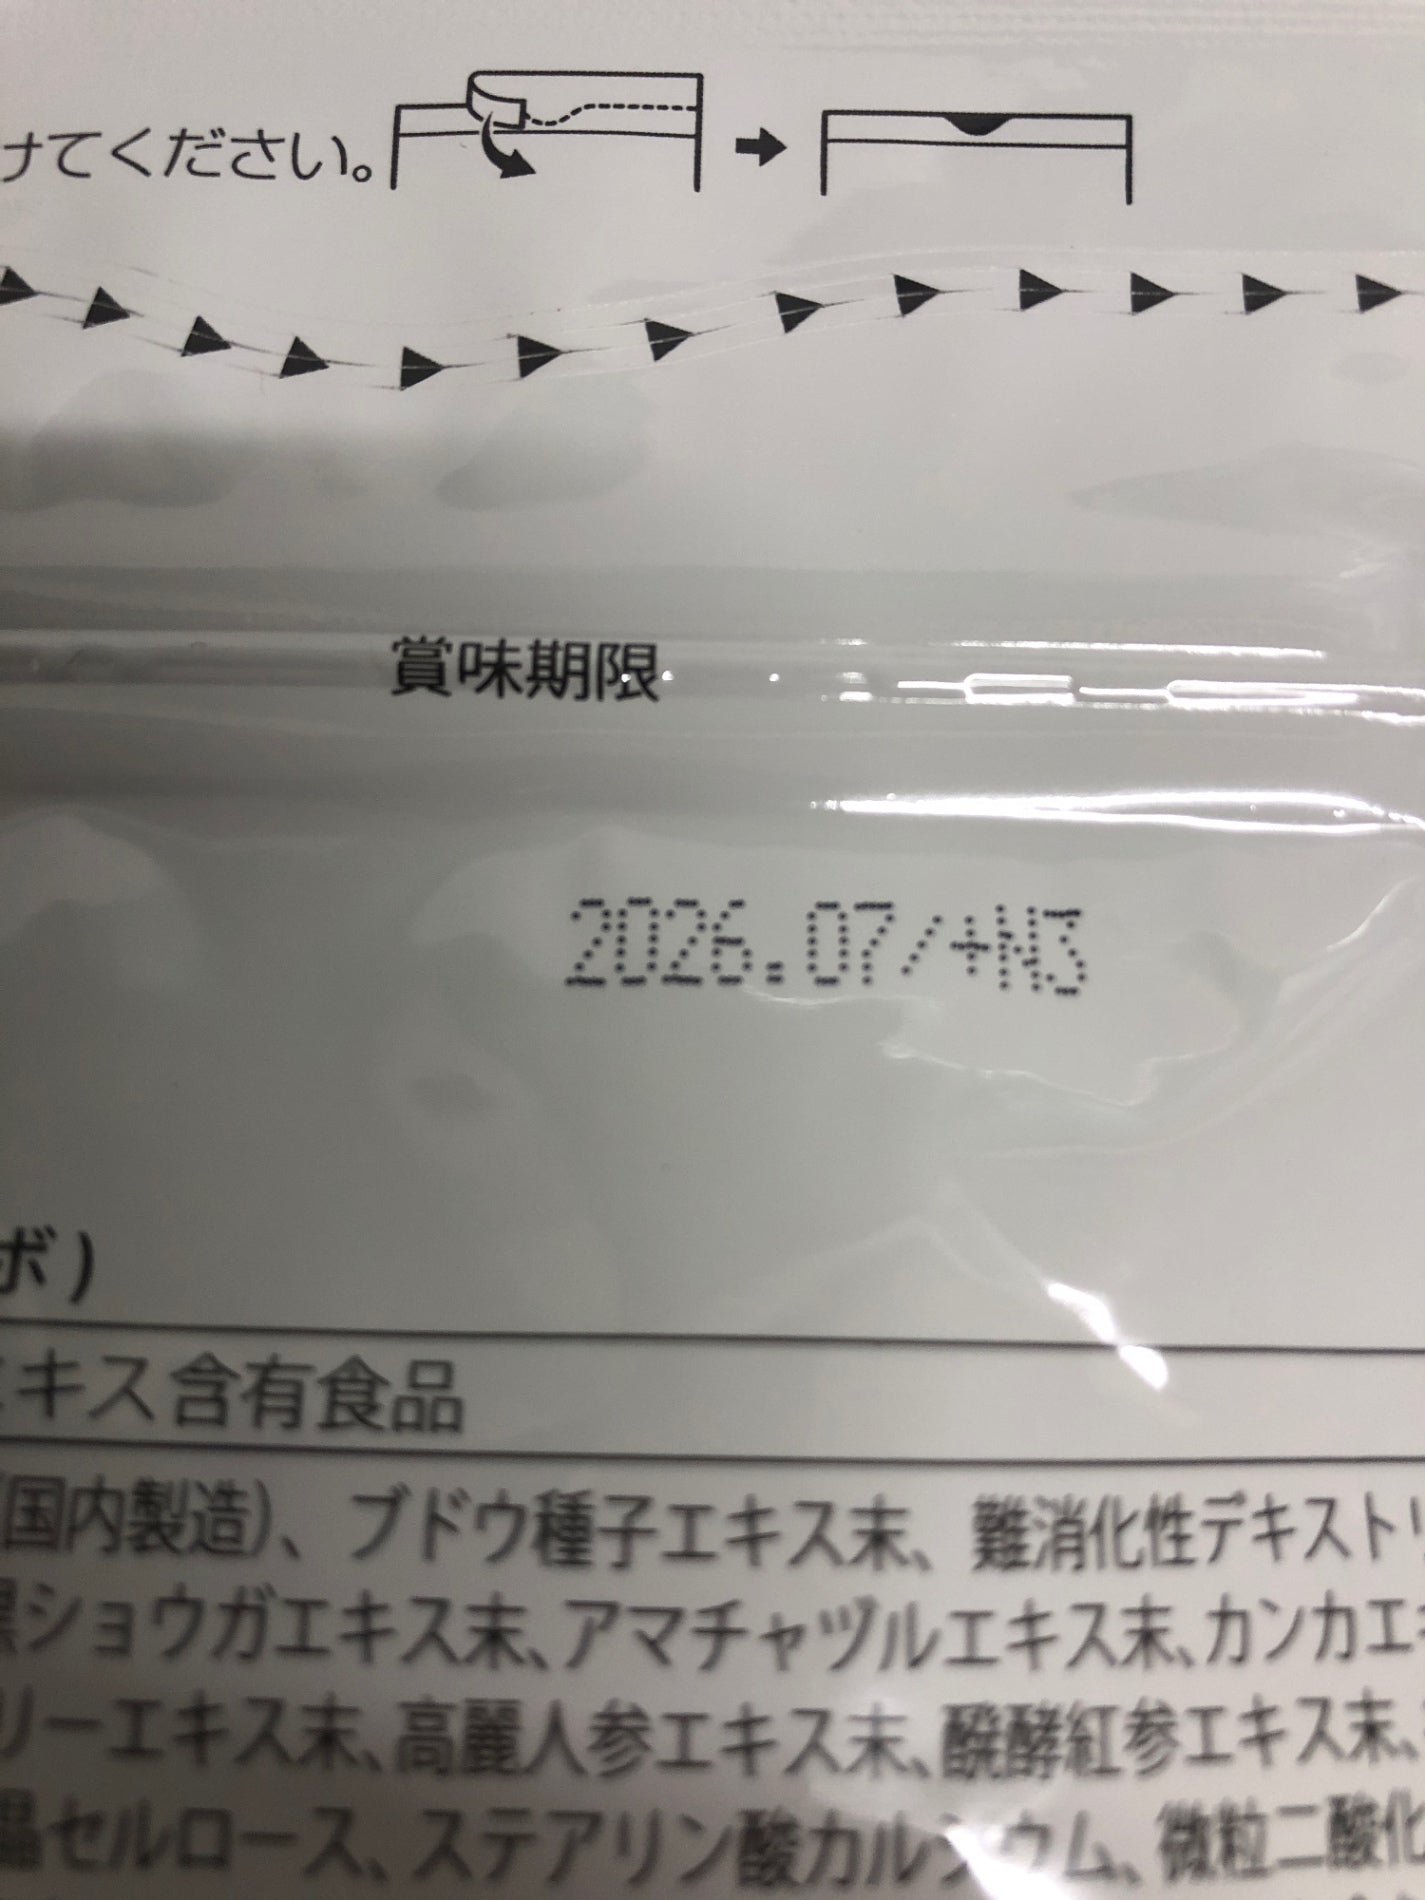 けてください。
賞味期限
2026.07/+N3
ボ)
エキス含有食品
(国内製造)、ブドウ種子エキス末、難消化性デキストリ
黒ショウガエキス末、アマチャヅルエキス末、カンカエキ
リーエキス末、高麗人参エキス末、醗酵紅参エキス末、
晶セルロース、ステアリン酸カルシウム、微粒二酸化